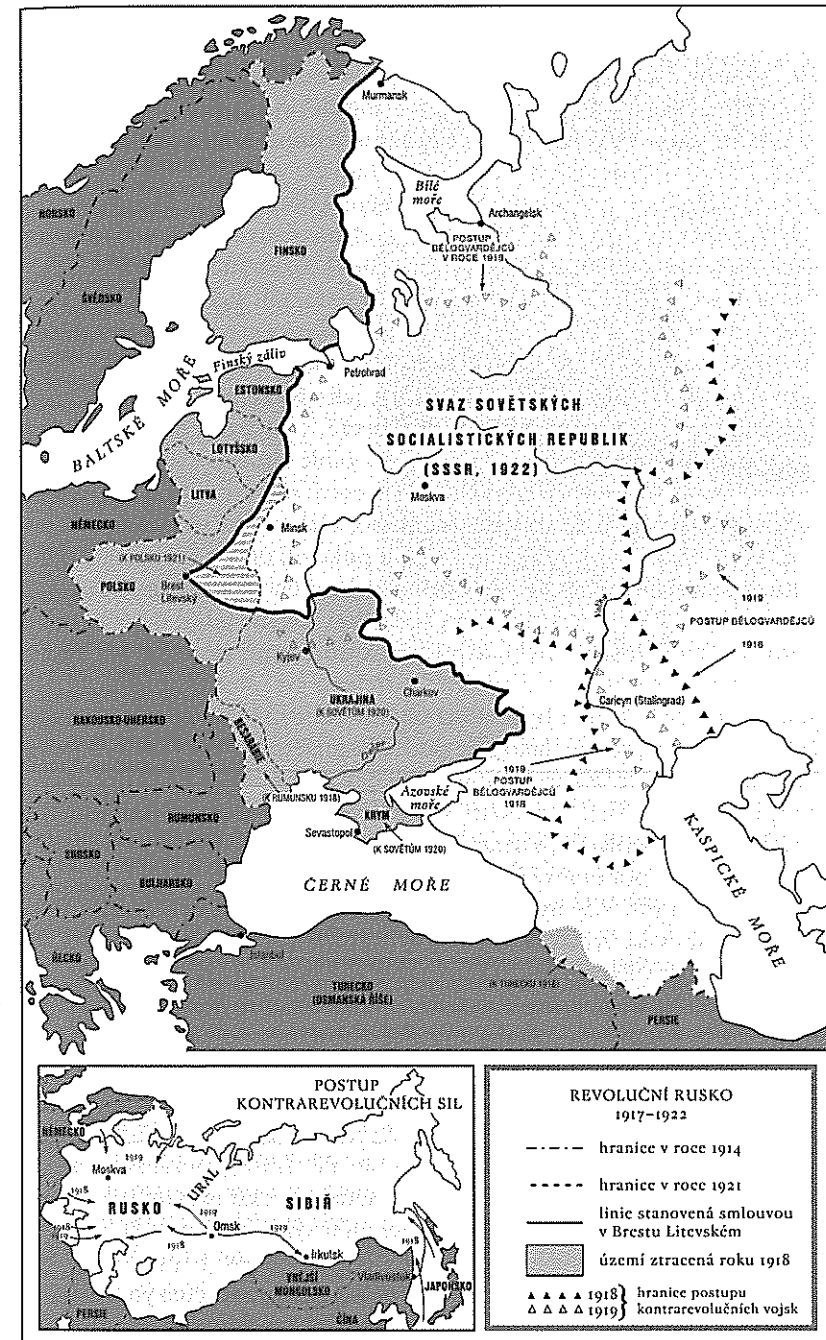 Murmansk
Bílé
moře
Archangelsk
POSTUP
BĚLOGVARDĚJCŮ
V ROCE 1919
NORSKO
ŠVÉDSKO
FINSKO
Finský záliv
Petrohrad
BALTSKÉ MOŘE
ESTONSKO
LOTYŠSKO
LITVA
SVAZ SOVĚTSKÝCH
SOCIALISTICKÝCH REPUBLIK
(SSSR, 1922)
Moskva
NĚMECKO
Minsk
(K POLSKU 1921)
POLSKO
Brest
Litevský
1919
POSTUP BĚLOGVARDĚJCŮ
1918
Volha
Kyjev
Charkov
UKRAJINA
(K SOVĚTŮM 1920)
Caricyn (Stalingrad)
RAKOUSKO-UHERSKO
BESARÁBIE
1919
POSTUP
BĚLOGVARDĚJCŮ
1918
Azovské
moře
(K RUMUNSKU 1918)
RUMUNSKO
KRYM
Sevastopol
(K SOVĚTŮM 1920)
SRBSKO
BULHARSKO
ČERNÉ MOŘE
KASPICKÉ MOŘE
ŘECKO
Istanbul
TURECKO
(OSMANSKÁ ŘÍŠE)
(K TURECKU 1918)
PERSIE
POSTUP
KONTRAREVOLUČNÍCH SIL
NĚMECKO
1919
Moskva
URAL
1918
RUSKO
SIBIŘ
1919
Omsk
1918
1919
1918
1919
Irkutsk
1918
VNĚJŠÍ
MONGOLSKO
Vladivostok
JAPONSKO
PERSIE
ČÍNA
REVOLUČNÍ RUSKO
1917–1922
hranice v roce 1914
hranice v roce 1921
linie stanovená smlouvou
v Brestu Litevském
území ztracená roku 1918
1918 } hranice postupu
1919 } kontrarevolučních vojsk